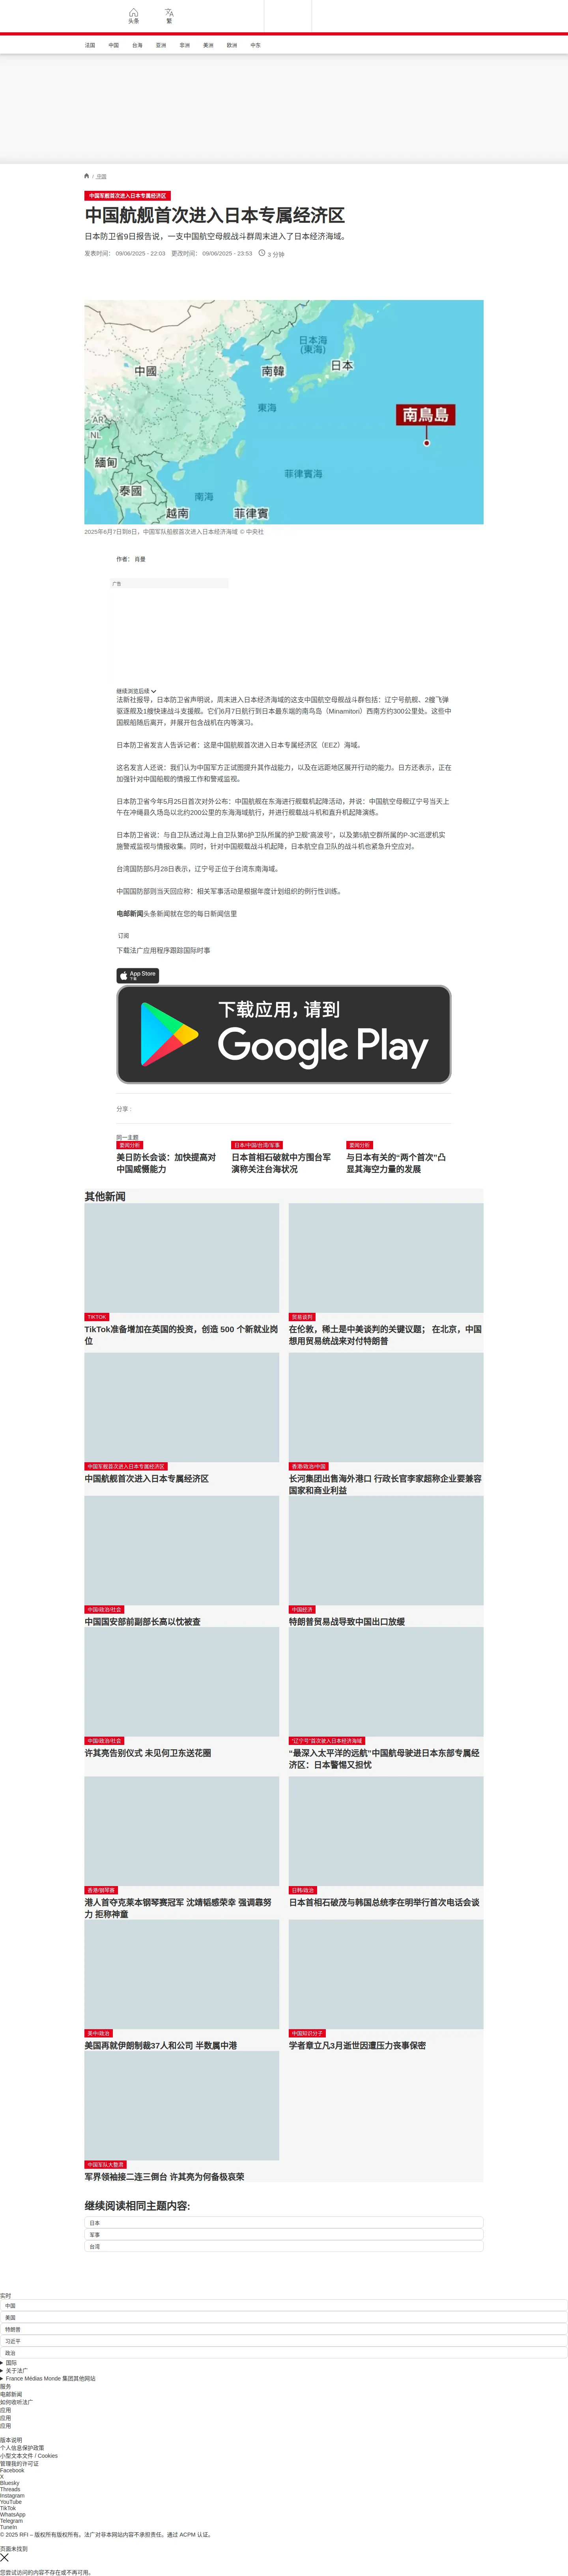 头条
繁
法国
中国
台海
亚洲
非洲
美洲
欧洲
中东
/ 中国
中国军舰首次进入日本专属经济区
中国航舰首次进入日本专属经济区
日本防卫省9日报告说，一支中国航空母舰战斗群周末进入了日本经济海域。
发表时间： 09/06/2025 - 22:03 更改时间： 09/06/2025 - 23:53 3 分钟
日本海
(東海)
日本
中國
南韓
東海
AR
NL
緬甸
泰國
越南
南海
菲律賓
菲律賓海
南鳥島
2025年6月7日到8日，中国军队船舰首次进入日本经济海域 © 中央社
作者： 肖曼
广告
继续浏览后续
法新社报导，日本防卫省声明说，周末进入日本经济海域的这支中国航空母舰战斗群包括：辽宁号航舰、2艘飞弹
驱逐舰及1艘快速战斗支援舰。它们6月7日航行到日本最东端的南鸟岛（Minamitori）西南方约300公里处。这些中
国舰船随后离开，并展开包含战机在内等演习。
日本防卫省发言人告诉记者：这是中国航舰首次进入日本专属经济区（EEZ）海域。
这名发言人还说：我们认为中国军方正试图提升其作战能力，以及在远距地区展开行动的能力。日方还表示，正在
加强针对中国船舰的情报工作和警戒监视。
日本防卫省今年5月25日首次对外公布：中国航舰在东海进行舰载机起降活动，并说：中国航空母舰辽宁号当天上
午在冲绳县久场岛以北约200公里的东海海域航行，并进行舰载战斗机和直升机起降演练。
日本防卫省说：与自卫队透过海上自卫队第6护卫队所属的护卫舰“高波号”，以及第5航空群所属的P-3C巡逻机实
施警戒监视与情报收集。同时，针对中国舰载战斗机起降，日本航空自卫队的战斗机也紧急升空应对。
台湾国防部5月28日表示，辽宁号正位于台湾东南海域。
中国国防部则当天回应称：相关军事活动是根据年度计划组织的例行性训练。
电邮新闻头条新闻就在您的每日新闻信里
订阅
下载法广应用程序跟踪国际时事
App Store
下载
下载应用，请到
Google Play
分享 :
同一主题
要闻分析
美日防长会谈：加快提高对
中国威慑能力
日本/中国/台湾/军事
日本首相石破就中方围台军
演称关注台海状况
要闻分析
与日本有关的“两个首次”凸
显其海空力量的发展
其他新闻
TIKTOK
TikTok准备增加在英国的投资，创造 500 个新就业岗
位
贸易谈判
在伦敦，稀土是中美谈判的关键议题； 在北京，中国
想用贸易统战来对付特朗普
中国军舰首次进入日本专属经济区
中国航舰首次进入日本专属经济区
香港/政治/中国
长河集团出售海外港口 行政长官李家超称企业要兼容
国家和商业利益
中国/政治/社会
中国国安部前副部长高以忱被查
中国经济
特朗普贸易战导致中国出口放缓
中国/政治/社会
许其亮告别仪式 未见何卫东送花圈
“辽宁号”首次驶入日本经济海域
“最深入太平洋的远航”中国航母驶进日本东部专属经
济区：日本警惕又担忧
香港/钢琴赛
港人首夺克莱本钢琴赛冠军 沈靖韬感荣幸 强调靠努
力 拒称神童
日韩/政治
日本首相石破茂与韩国总统李在明举行首次电话会谈
美中/政治
美国再就伊朗制裁37人和公司 半数属中港
中国知识分子
学者章立凡3月逝世因遭压力丧事保密
中国军队大整肃
军界领袖接二连三倒台 许其亮为何备极哀荣
继续阅读相同主题内容:
日本
军事
台湾
实时
中国
美国
特朗普
习近平
政治
国际
关于法广
France Médias Monde 集团其他网站
服务
电邮新闻
如何收听法广
应用
应用
应用
版本说明
个人信息保护政策
小型文本文件 / Cookies
管理我的许可证
Facebook
X
Bluesky
Threads
Instagram
YouTube
TikTok
WhatsApp
Telegram
TuneIn
© 2025 RFI – 版权所有版权所有。法广对非本网站内容不承担责任。通过 ACPM 认证。
页面未找到
您尝试访问的内容不存在或不再可用。